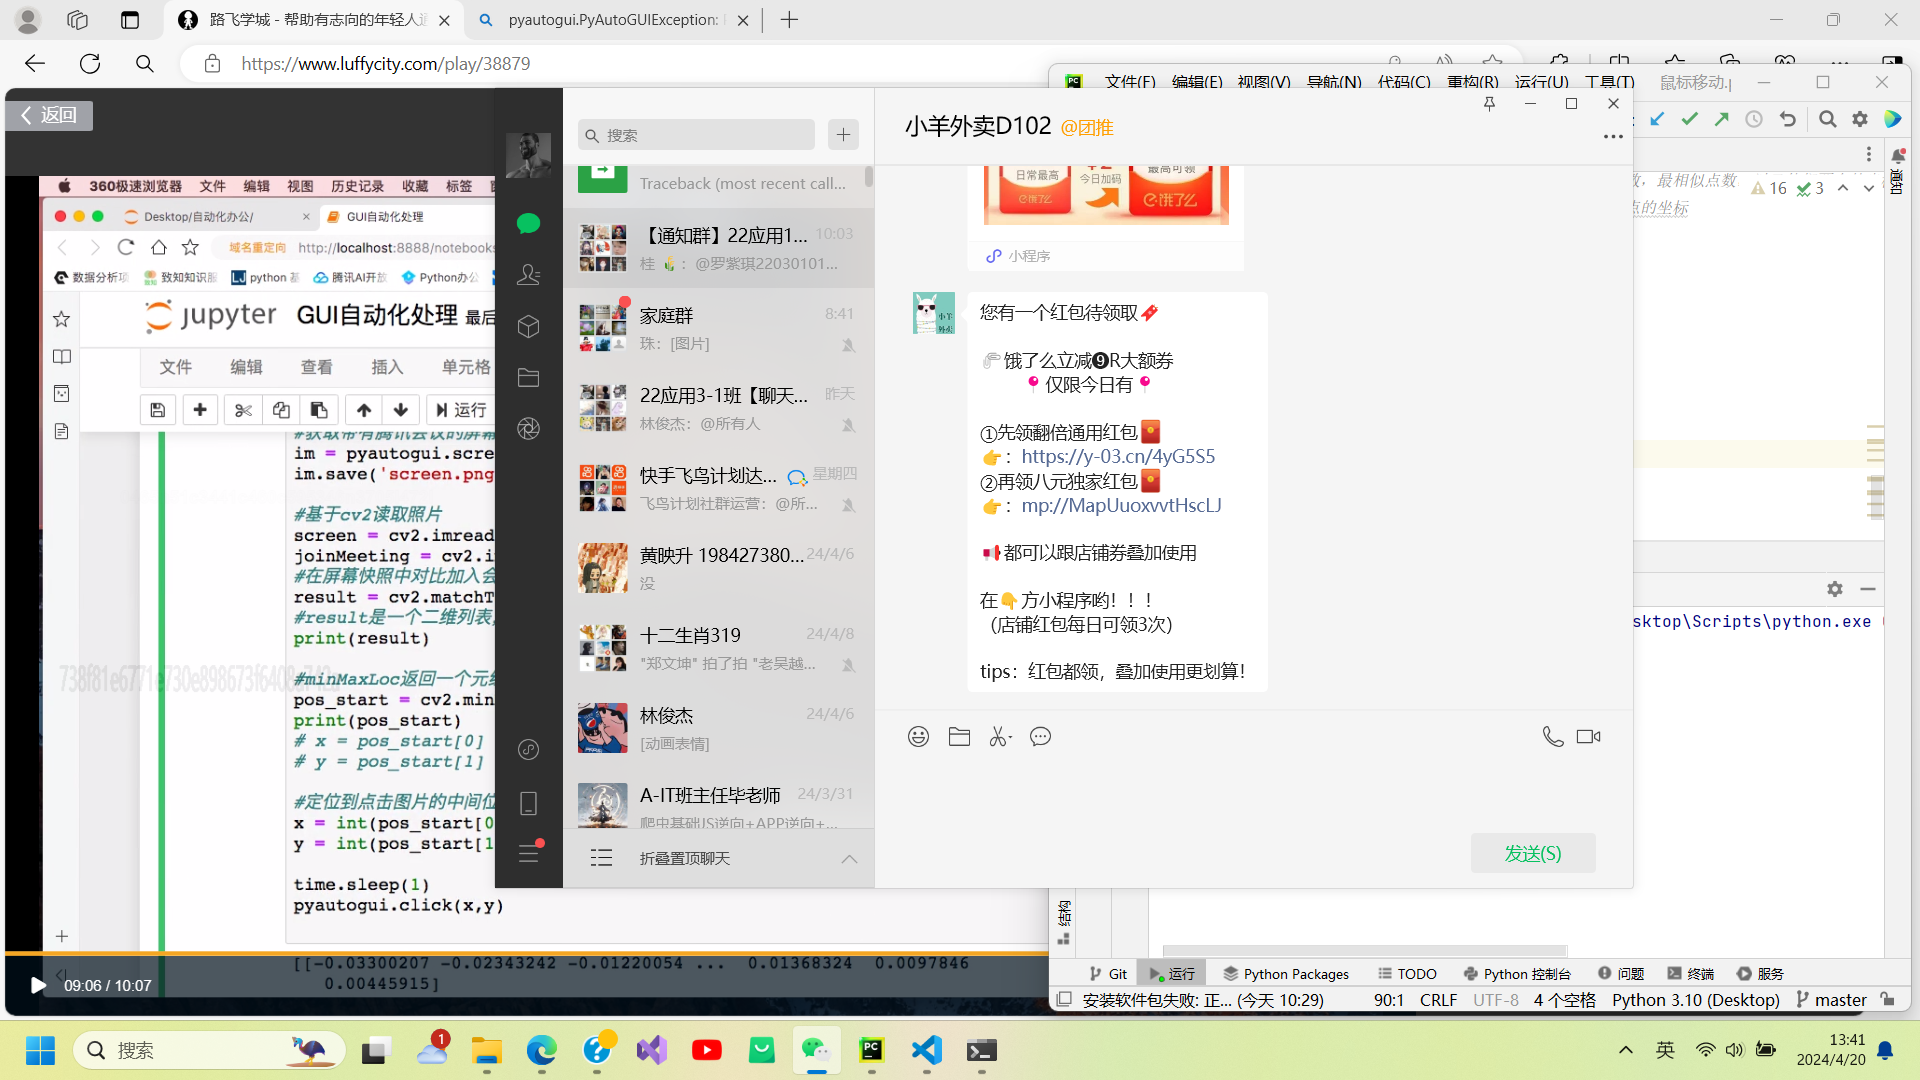 路飞学城 - 帮助有志向的年轻人
pyautogui.PyAutoGUIException:
https://www.luffycity.com/play/38879
返回
360极速浏览器 文件 编辑 视图 历史记录 收藏 标签
Desktop/自动化办公/
GUI自动化处理
域名重定向 http://localhost:8888/notebooks
数据分析项 致知知识服 python 基 腾讯AI开放 Python办公
jupyter GUI自动化处理 最后
文件 编辑 查看 插入 单元格
运行
im = pyautogui.scre
im.save('screen.png
#基于cv2读取照片
screen = cv2.imread
joinMeeting = cv2.i
#在屏幕快照中对比加入会
result = cv2.matchT
#result是一个二维列表,
print(result)
#minMaxLoc返回一个元组
pos_start = cv2.min
print(pos_start)
# x = pos_start[0]
# y = pos_start[1]
#定位到点击图片的中间位
x = int(pos_start[0
y = int(pos_start[1
time.sleep(1)
pyautogui.click(x,y)
[[-0.03300207 -0.02343242 -0.01220054 ... 0.01368324 0.0097846
0.00445915]
09:06 / 10:07
搜索
Traceback (most recent call...
【通知群】22应用1... 10:03
桂 ：@罗紫琪22030101...
家庭群 8:41
珠：[图片]
22应用3-1班【聊天... 昨天
林俊杰：@所有人
快手飞鸟计划达... 星期四
飞鸟计划社群运营：@所...
黄映升 198427380... 24/4/6
没
十二生肖319 24/4/8
"郑文坤" 拍了拍 "老吴越...
林俊杰 24/4/6
[动画表情]
A-IT班主任毕老师 24/3/31
爬虫基础JS逆向+APP逆向+...
折叠置顶聊天
小羊外卖D102 @团推
日常最高 今日加码 最高可领
饿了么 饿了么
小程序
小羊外卖
您有一个红包待领取🧨
饿了么立减❾R大额券
📍仅限今日有📍
①先领翻倍通用红包🧧
👉：https://y-03.cn/4yG5S5
②再领八元独家红包🧧
👉：mp://MapUuoxvvtHscLJ
📢都可以跟店铺券叠加使用
在👇方小程序哟！！！
（店铺红包每日可领3次）
tips：红包都领，叠加使用更划算！
发送(S)
文件(F) 编辑(E) 视图(V) 导航(N) 代码(C) 重构(R) 运行(U) 工具(T) 鼠标移动.
数，最相似点数
16 3
点的坐标
通知
sktop\Scripts\python.exe
结构
Git 运行 Python Packages TODO Python 控制台 问题 终端 服务
安装软件包失败: 正... (今天 10:29) 90:1 CRLF UTF-8 4 个空格 Python 3.10 (Desktop) master
搜索
1
英
13:41
2024/4/20